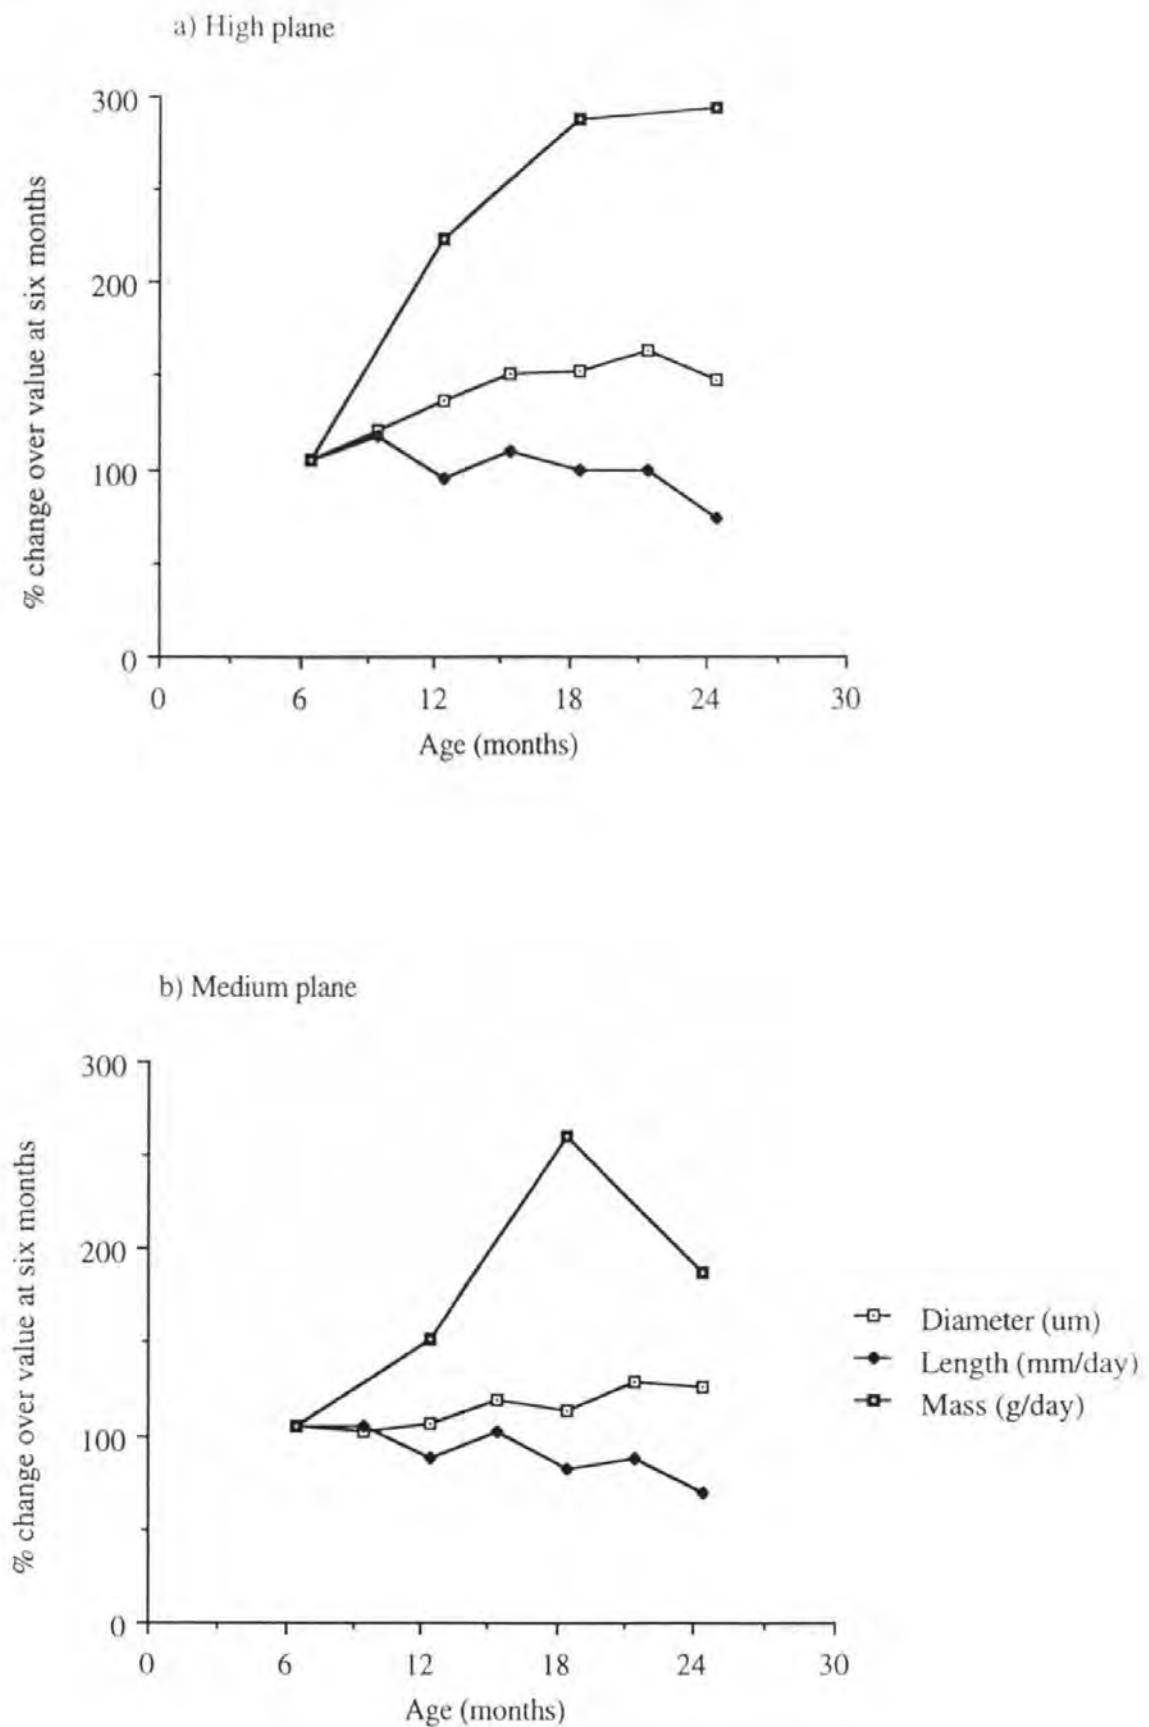 a) High plane
300
200
100
0
% change over value at six months
0 6 12 18 24 30
Age (months)
b) Medium plane
300
200
100
0
% change over value at six months
0 6 12 18 24 30
Age (months)
Diameter (um)
Length (mm/day)
Mass (g/day)